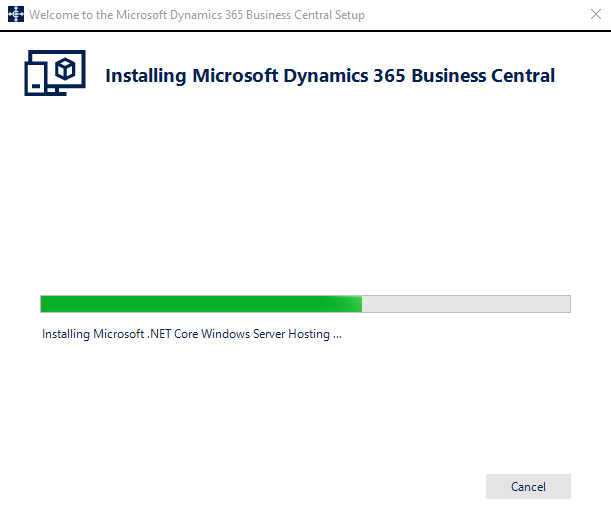 Welcome to the Microsoft Dynamics 365 Business Central Setup
Installing Microsoft Dynamics 365 Business Central
Installing Microsoft .NET Core Windows Server Hosting ...
Cancel